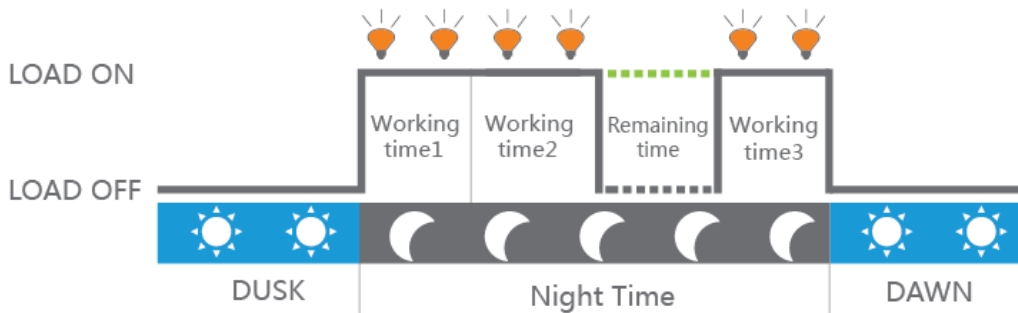 LOAD ON
Working
time1
Working
time2
Remaining
time
Working
time3
LOAD OFF
DUSK
Night Time
DAWN